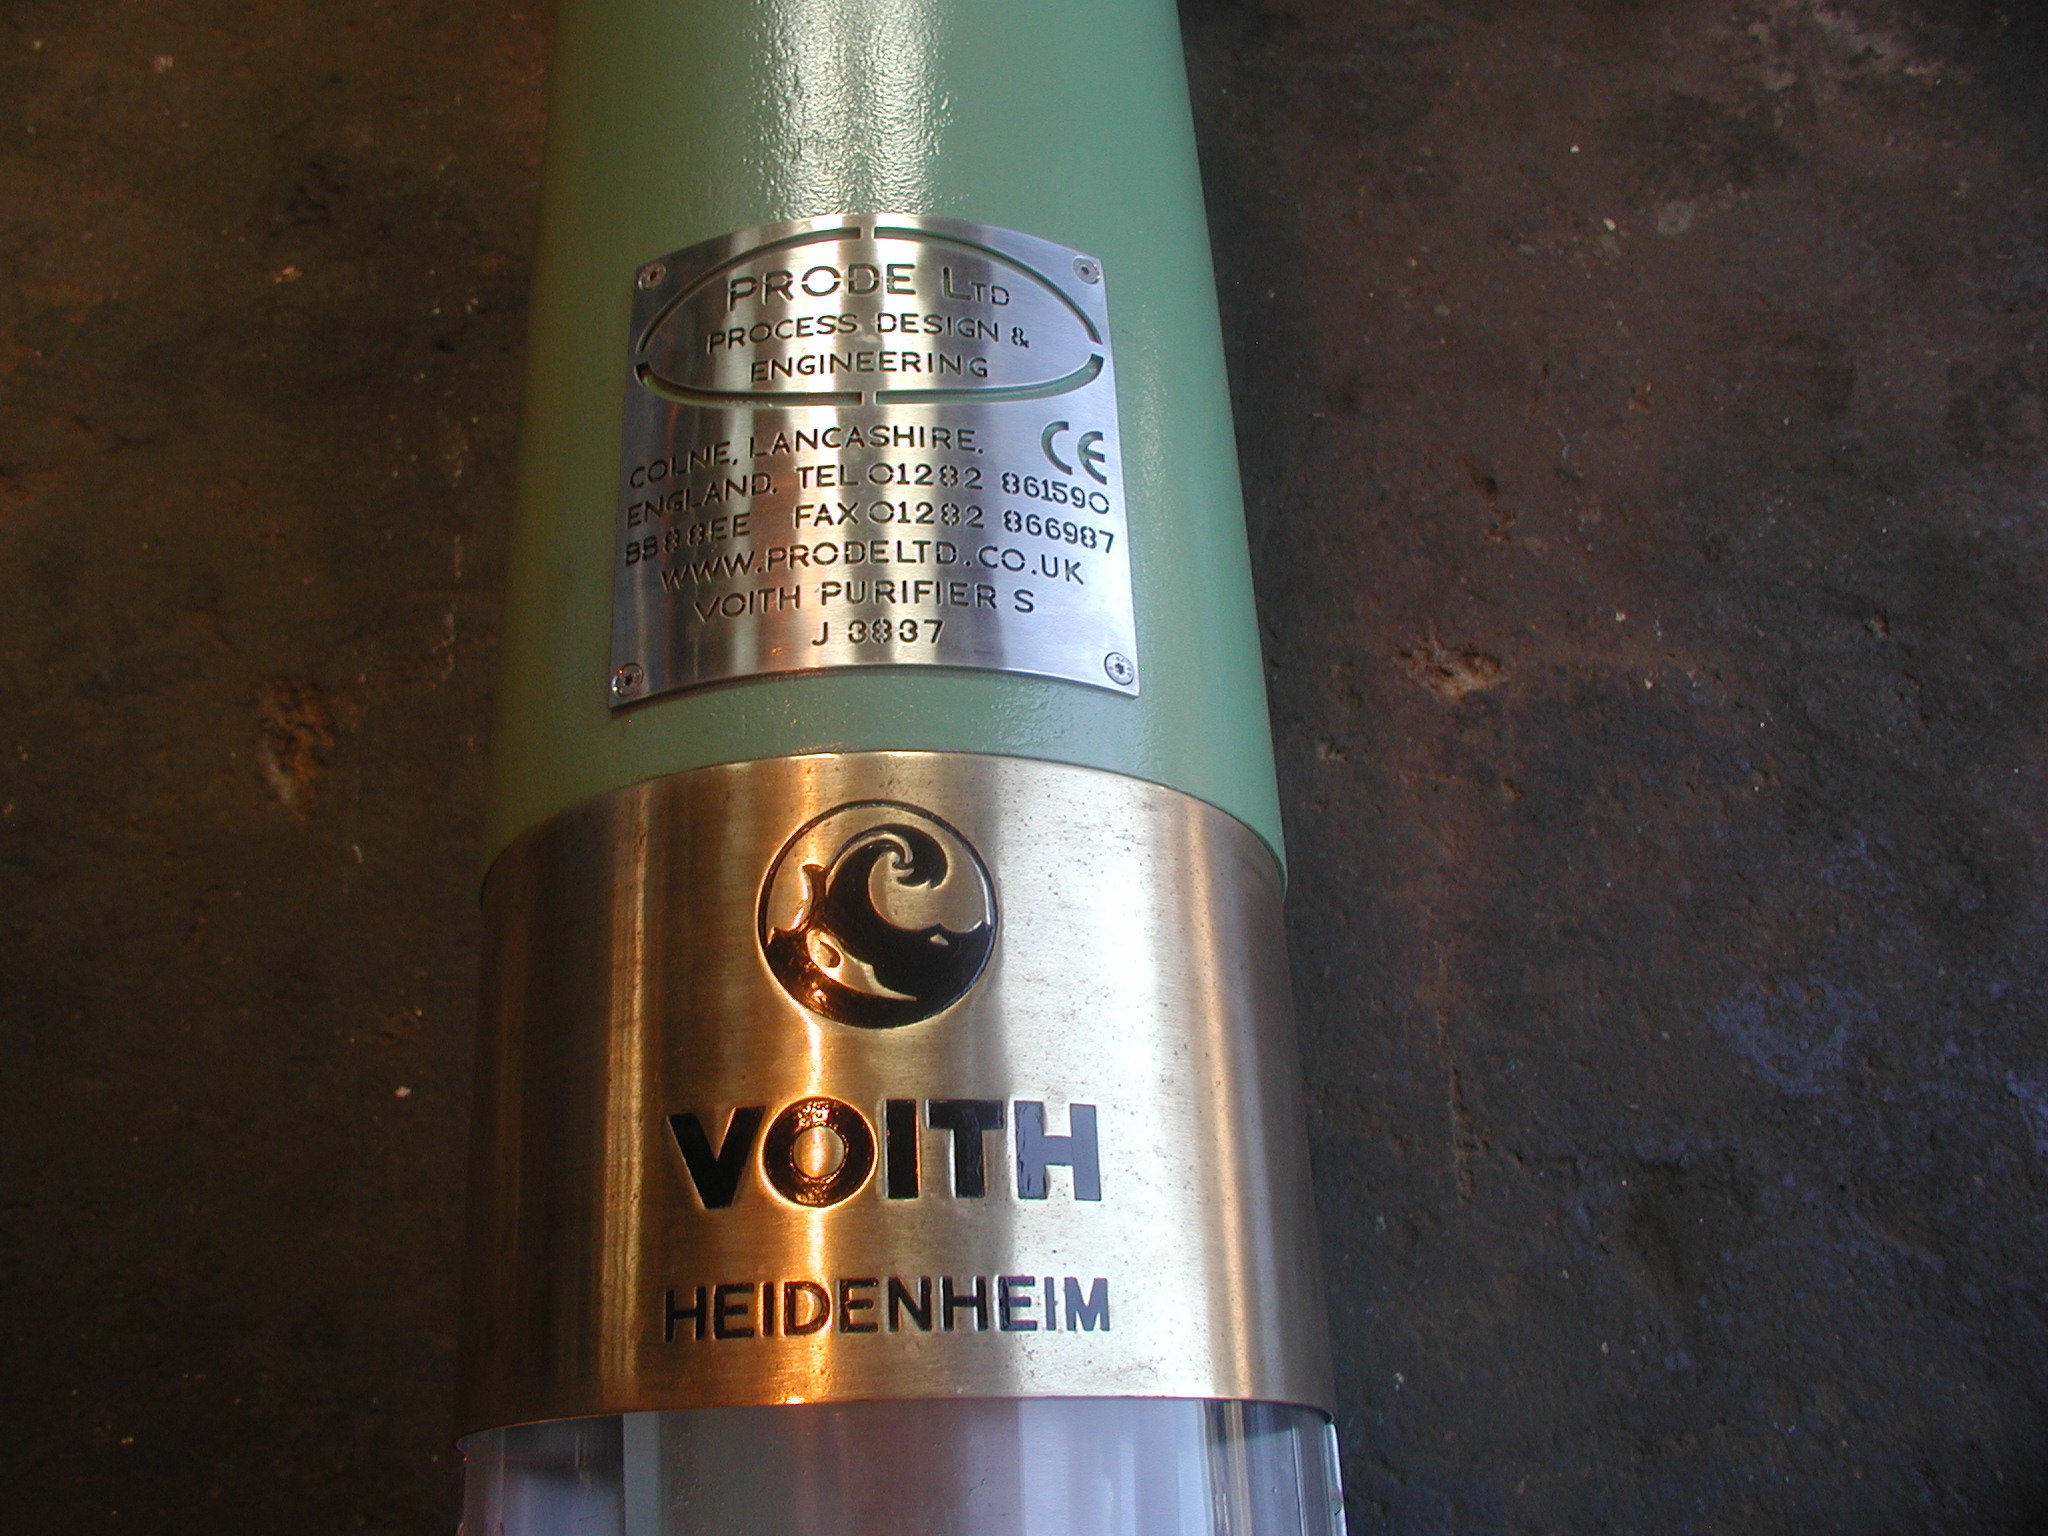 PRODE LTD
PROCESS DESIGN &
ENGINEERING
CE
COLNE, LANCASHIRE.
ENGLAND. TEL 01282 861590
BB8 8EE FAX 01282 866987
WWW.PRODELTD.CO.UK
VOITH PURIFIER S
J 3837
VOITH
HEIDENHEIM